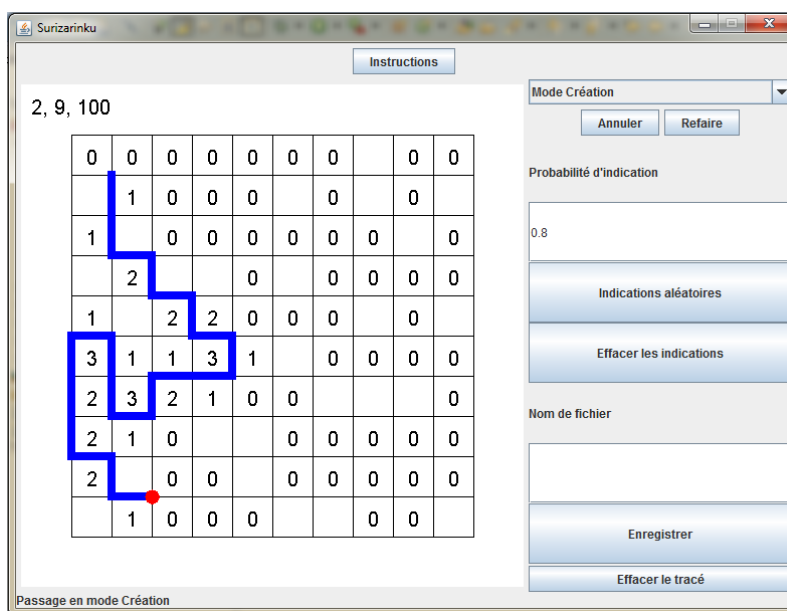 Surizarinku
Instructions
2, 9, 100
0 0 0 0 0 0 0 0 0
1 0 0 0 0 0
1 0 0 0 0 0 0 0
2 0 0 0 0 0
1 2 2 0 0 0 0
3 1 1 3 1 0 0 0 0
2 3 2 1 0 0 0
2 1 0 0 0 0 0 0
2 0 0 0 0 0 0 0
1 0 0 0 0 0
Mode Création
Annuler Refaire
Probabilité d'indication
0.8
Indications aléatoires
Effacer les indications
Nom de fichier
Enregistrer
Effacer le tracé
Passage en mode Création